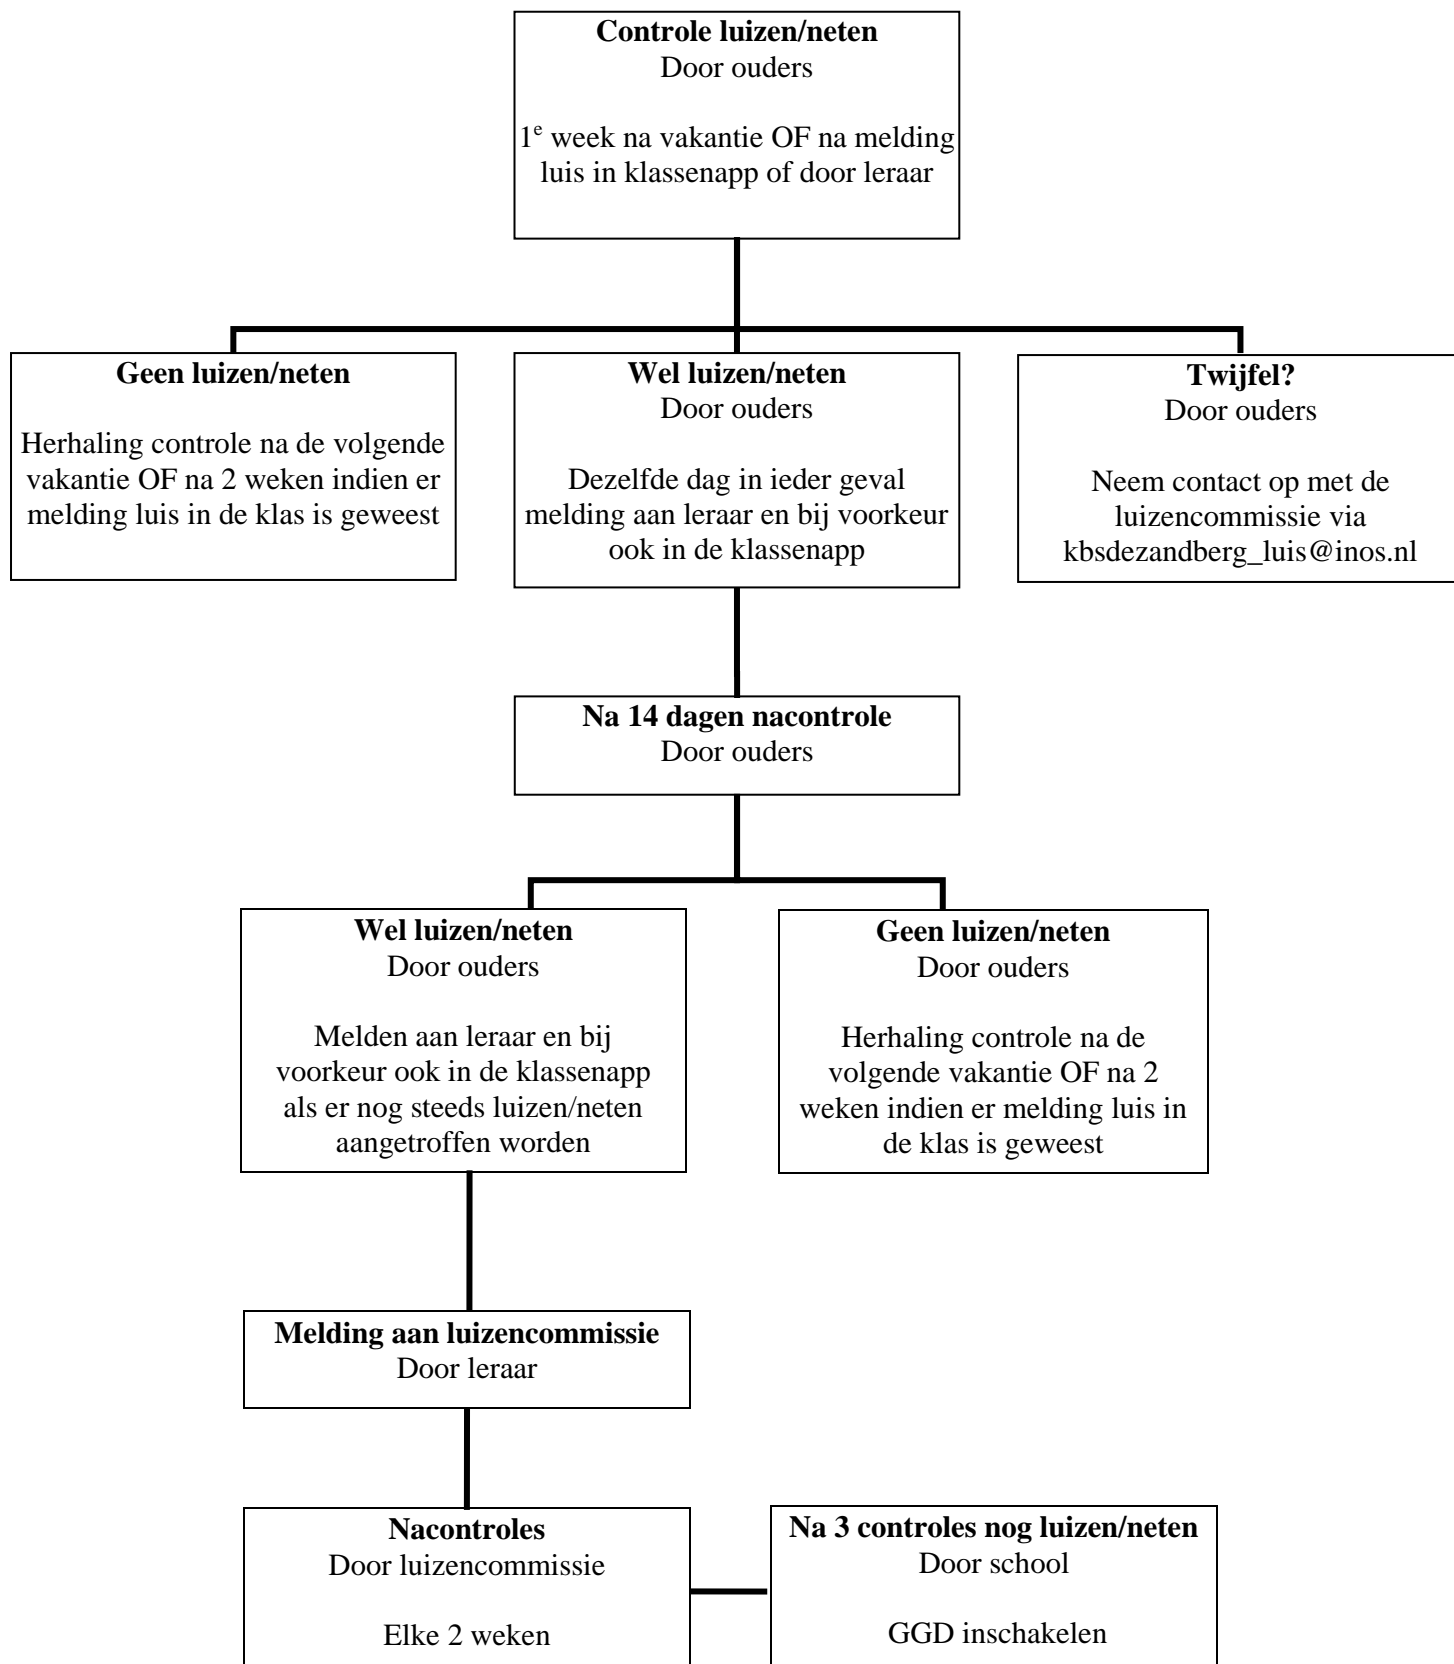 Controle luizen/neten
Door ouders
1e week na vakantie OF na melding
luis in klassenapp of door leraar
Geen luizen/neten
Herhaling controle na de volgende
vakantie OF na 2 weken indien er
melding luis in de klas is geweest
Wel luizen/neten
Door ouders
Dezelfde dag in ieder geval
melding aan leraar en bij voorkeur
ook in de klassenapp
Twijfel?
Door ouders
Neem contact op met de
luizencommissie via
kbsdezandberg_luis@inos.nl
Na 14 dagen nacontrole
Door ouders
Wel luizen/neten
Door ouders
Melden aan leraar en bij
voorkeur ook in de klassenapp
als er nog steeds luizen/neten
aangetroffen worden
Geen luizen/neten
Door ouders
Herhaling controle na de
volgende vakantie OF na 2
weken indien er melding luis in
de klas is geweest
Melding aan luizencommissie
Door leraar
Nacontroles
Door luizencommissie
Elke 2 weken
Na 3 controles nog luizen/neten
Door school
GGD inschakelen